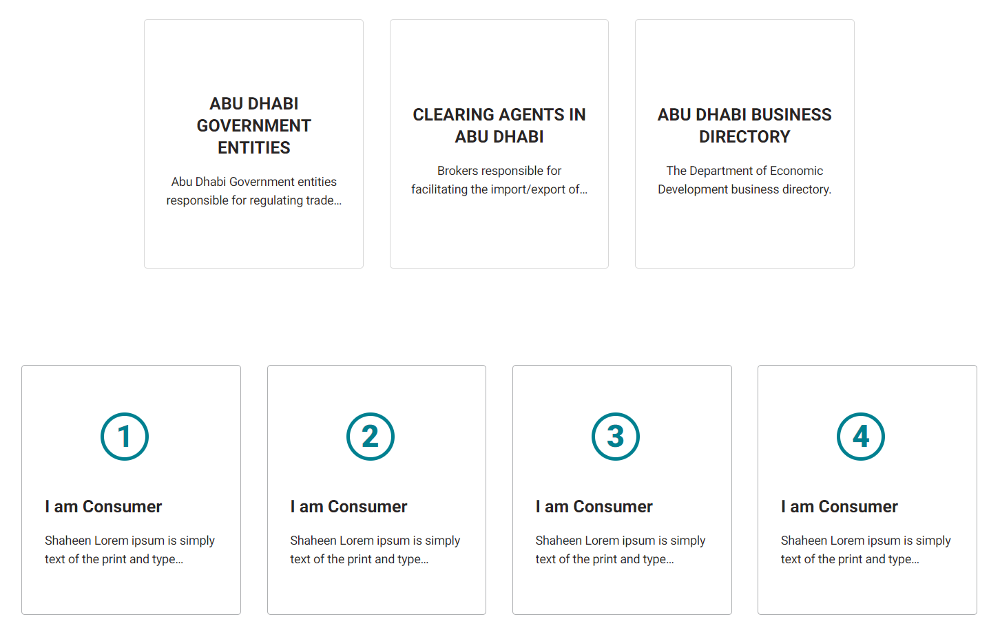 ABU DHABI
GOVERNMENT
ENTITIES
Abu Dhabi Government entities
responsible for regulating trade...
CLEARING AGENTS IN
ABU DHABI
Brokers responsible for
facilitating the import/export of...
ABU DHABI BUSINESS
DIRECTORY
The Department of Economic
Development business directory.
1
I am Consumer
Shaheen Lorem ipsum is simply
text of the print and type...
2
I am Consumer
Shaheen Lorem ipsum is simply
text of the print and type...
3
I am Consumer
Shaheen Lorem ipsum is simply
text of the print and type...
4
I am Consumer
Shaheen Lorem ipsum is simply
text of the print and type...